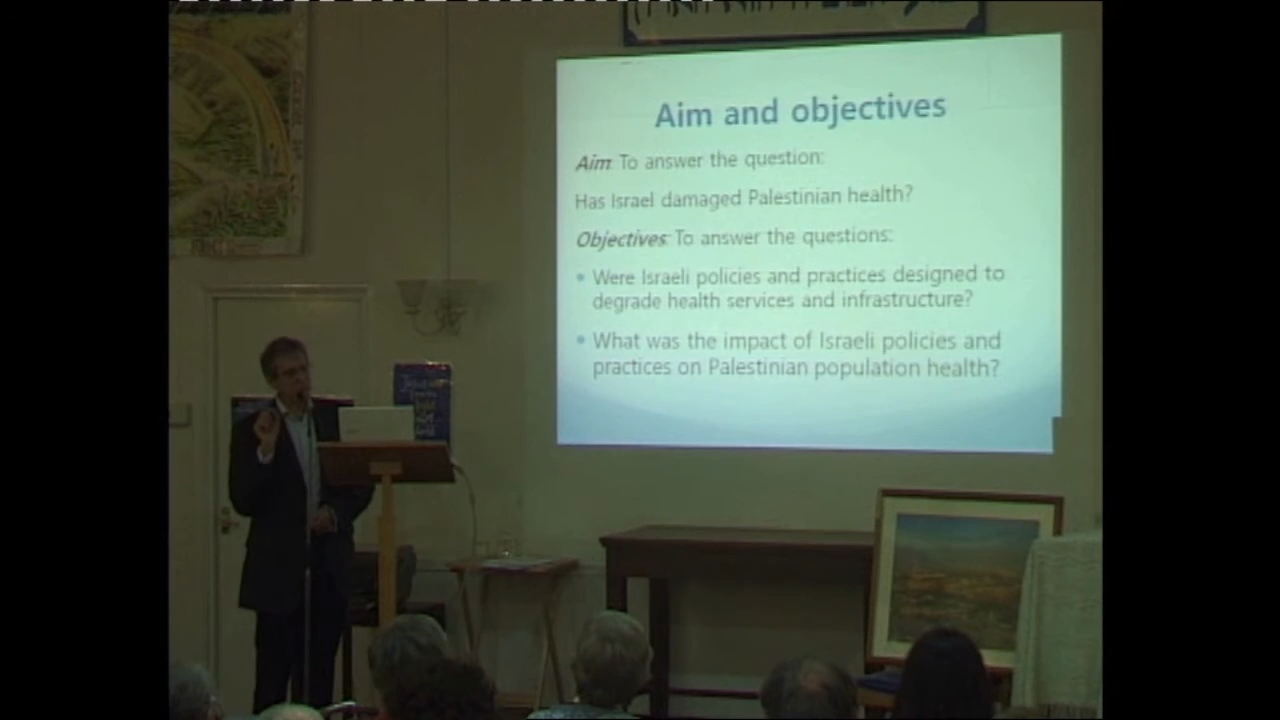 Aim and objectives
Aim: To answer the question:
Has Israel damaged Palestinian health?
Objectives: To answer the questions:
• Were Israeli policies and practices designed to
degrade health services and infrastructure?
• What was the impact of Israeli policies and
practices on Palestinian population health?